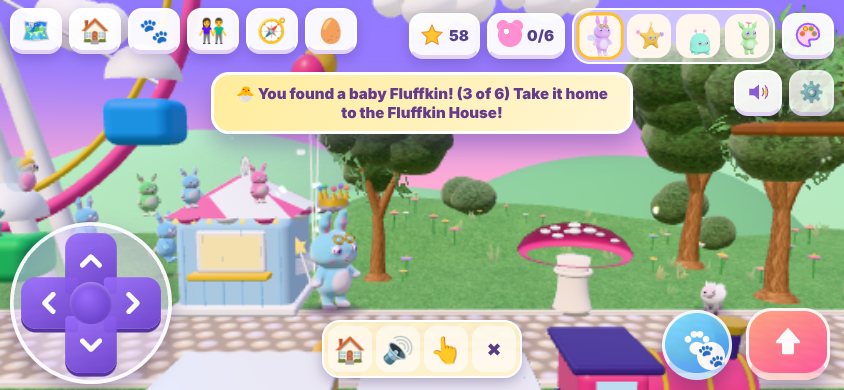 58
0/6
🐣 You found a baby Fluffkin! (3 of 6) Take it home
to the Fluffkin House!